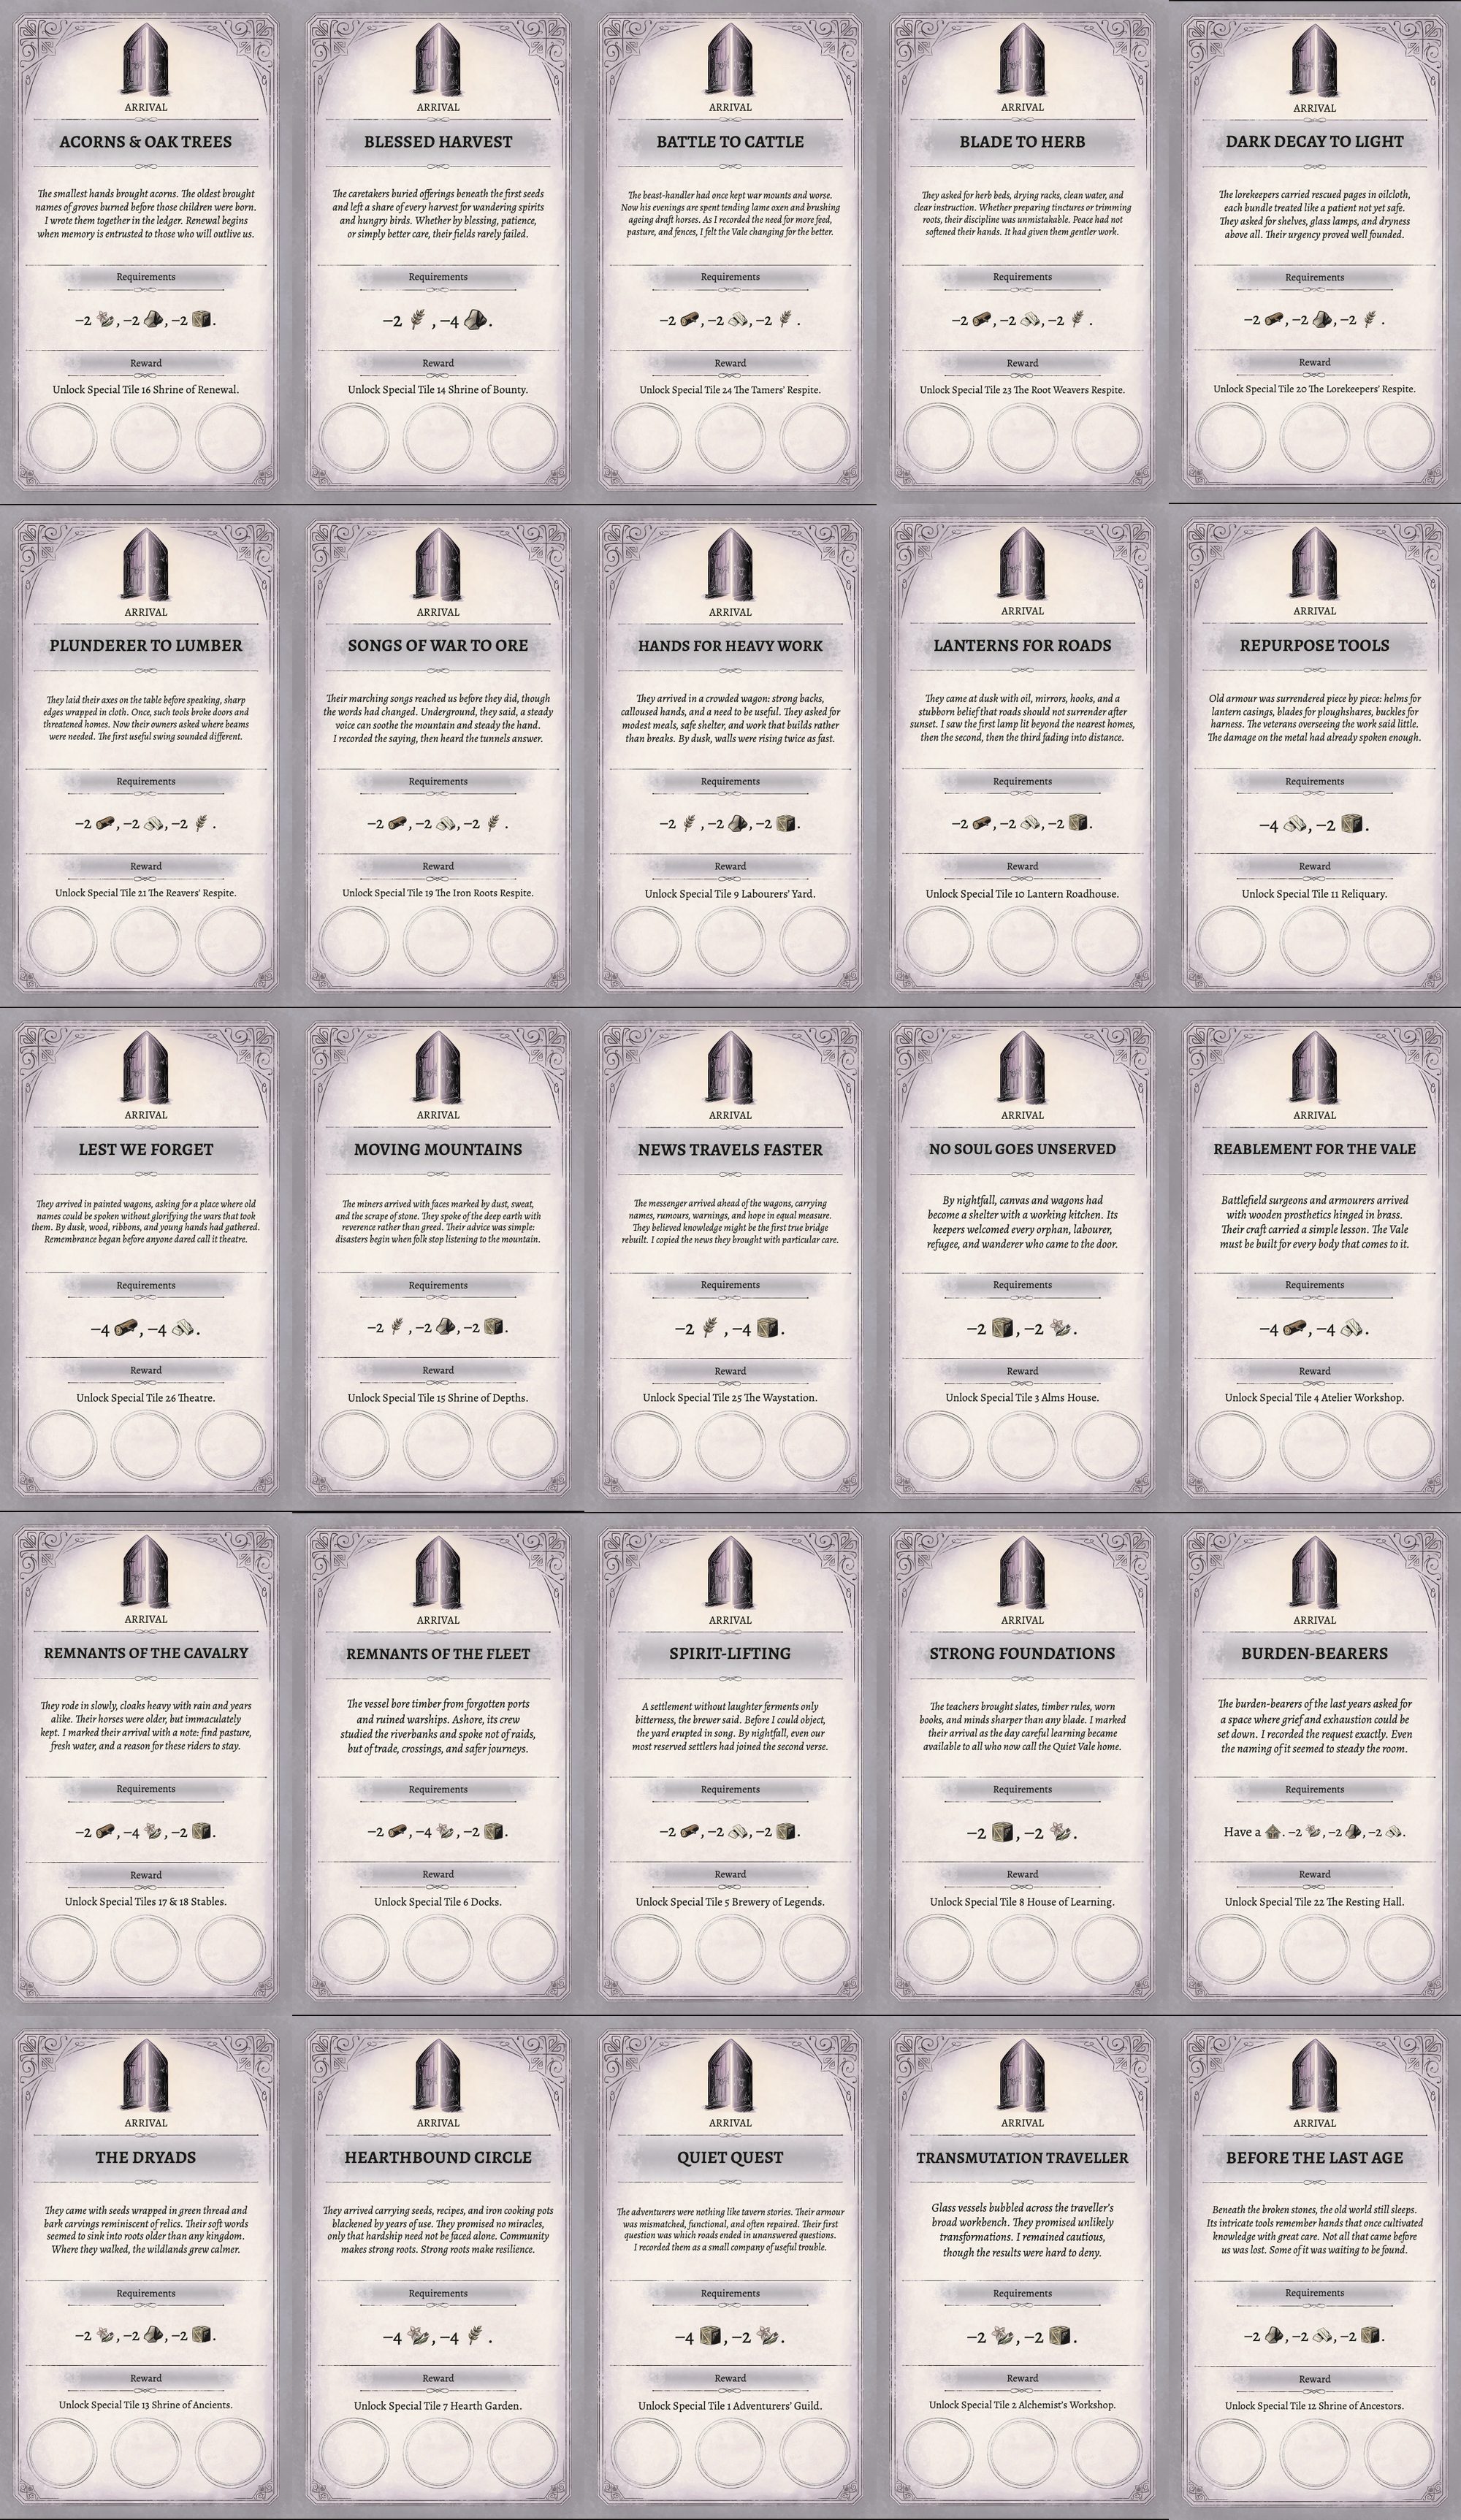 ARRIVAL
ACORNS & OAK TREES
The smallest hands brought acorns. The oldest brought
names of groves burned before those children were born.
I wrote them together in the ledger. Renewal begins
when memory is entrusted to those who will outlive us.
Requirements
–2 , –2 , –2 .
Reward
Unlock Special Tile 16 Shrine of Renewal.
ARRIVAL
BLESSED HARVEST
The caretakers buried offerings beneath the first seeds
and left a share of every harvest for wandering spirits
and hungry birds. Whether by blessing, patience,
or simply better care, their fields rarely failed.
Requirements
–2 , –4 .
Reward
Unlock Special Tile 14 Shrine of Bounty.
ARRIVAL
BATTLE TO CATTLE
The beast-handler had once kept war mounts and worse.
Now his evenings are spent tending lame oxen and brushing
ageing draft horses. As I recorded the need for more feed,
pasture, and fences, I felt the Vale changing for the better.
Requirements
–2 , –2 , –2 .
Reward
Unlock Special Tile 24 The Tamers' Respite.
ARRIVAL
BLADE TO HERB
They asked for herb beds, drying racks, clean water, and
clear instruction. Whether preparing tinctures or trimming
roots, their discipline was unmistakable. Peace had not
softened their hands. It had given them gentler work.
Requirements
–2 , –2 , –2 .
Reward
Unlock Special Tile 23 The Root Weavers Respite.
ARRIVAL
DARK DECAY TO LIGHT
The lorekeepers carried rescued pages in oilcloth,
each bundle treated like a patient not yet safe.
They asked for shelves, glass lamps, and dryness
above all. Their urgency proved well founded.
Requirements
–2 , –2 , –2 .
Reward
Unlock Special Tile 20 The Lorekeepers' Respite.
ARRIVAL
PLUNDERER TO LUMBER
They laid their axes on the table before speaking, sharp
edges wrapped in cloth. Once, such tools broke doors and
threatened homes. Now their owners asked where beams
were needed. The first useful swing sounded different.
Requirements
–2 , –2 , –2 .
Reward
Unlock Special Tile 21 The Reavers' Respite.
ARRIVAL
SONGS OF WAR TO ORE
Their marching songs reached us before they did, though
the words had changed. Underground, they said, a steady
voice can soothe the mountain and steady the hand.
I recorded the saying, then heard the tunnels answer.
Requirements
–2 , –2 , –2 .
Reward
Unlock Special Tile 19 The Iron Roots Respite.
ARRIVAL
HANDS FOR HEAVY WORK
They arrived in a crowded wagon: strong backs,
calloused hands, and a need to be useful. They asked for
modest meals, safe shelter, and work that builds rather
than breaks. By dusk, walls were rising twice as fast.
Requirements
–2 , –2 , –2 .
Reward
Unlock Special Tile 9 Labourers' Yard.
ARRIVAL
LANTERNS FOR ROADS
They came at dusk with oil, mirrors, hooks, and a
stubborn belief that roads should not surrender after
sunset. I saw the first lamp lit beyond the nearest homes,
then the second, then the third fading into distance.
Requirements
–2 , –2 , –2 .
Reward
Unlock Special Tile 10 Lantern Roadhouse.
ARRIVAL
REPURPOSE TOOLS
Old armour was surrendered piece by piece: helms for
lantern casings, blades for ploughshares, buckles for
harness. The veterans overseeing the work said little.
The damage on the metal had already spoken enough.
Requirements
–4 , –2 .
Reward
Unlock Special Tile 11 Reliquary.
ARRIVAL
LEST WE FORGET
They arrived in painted wagons, asking for a place where old
names could be spoken without glorifying the wars that took
them. By dusk, wood, ribbons, and young hands had gathered.
Remembrance began before anyone dared call it theatre.
Requirements
–4 , –4 .
Reward
Unlock Special Tile 26 Theatre.
ARRIVAL
MOVING MOUNTAINS
The miners arrived with faces marked by dust, sweat,
and the scrape of stone. They spoke of the deep earth with
reverence rather than greed. Their advice was simple:
disasters begin when folk stop listening to the mountain.
Requirements
–2 , –2 , –2 .
Reward
Unlock Special Tile 15 Shrine of Depths.
ARRIVAL
NEWS TRAVELS FASTER
The messenger arrived ahead of the wagons, carrying
names, rumours, warnings, and hope in equal measure.
They believed knowledge might be the first true bridge
rebuilt. I copied the news they brought with particular care.
Requirements
–2 , –4 .
Reward
Unlock Special Tile 25 The Waystation.
ARRIVAL
NO SOUL GOES UNSERVED
By nightfall, canvas and wagons had
become a shelter with a working kitchen. Its
keepers welcomed every orphan, labourer,
refugee, and wanderer who came to the door.
Requirements
–2 , –2 .
Reward
Unlock Special Tile 3 Alms House.
ARRIVAL
REABLEMENT FOR THE VALE
Battlefield surgeons and armourers arrived
with wooden prosthetics hinged in brass.
Their craft carried a simple lesson. The Vale
must be built for every body that comes to it.
Requirements
–4 , –4 .
Reward
Unlock Special Tile 4 Atelier Workshop.
ARRIVAL
REMNANTS OF THE CAVALRY
They rode in slowly, cloaks heavy with rain and years
alike. Their horses were older, but immaculately
kept. I marked their arrival with a note: find pasture,
fresh water, and a reason for these riders to stay.
Requirements
–2 , –4 , –2 .
Reward
Unlock Special Tiles 17 & 18 Stables.
ARRIVAL
REMNANTS OF THE FLEET
The vessel bore timber from forgotten ports
and ruined warships. Ashore, its crew
studied the riverbanks and spoke not of raids,
but of trade, crossings, and safer journeys.
Requirements
–2 , –4 , –2 .
Reward
Unlock Special Tile 6 Docks.
ARRIVAL
SPIRIT-LIFTING
A settlement without laughter ferments only
bitterness, the brewer said. Before I could object,
the yard erupted in song. By nightfall, even our
most reserved settlers had joined the second verse.
Requirements
–2 , –2 , –2 .
Reward
Unlock Special Tile 5 Brewery of Legends.
ARRIVAL
STRONG FOUNDATIONS
The teachers brought slates, timber rules, worn
books, and minds sharper than any blade. I marked
their arrival as the day careful learning became
available to all who now call the Quiet Vale home.
Requirements
–2 , –2 .
Reward
Unlock Special Tile 8 House of Learning.
ARRIVAL
BURDEN-BEARERS
The burden-bearers of the last years asked for
a space where grief and exhaustion could be
set down. I recorded the request exactly. Even
the naming of it seemed to steady the room.
Requirements
Have a . –2 , –2 , –2 .
Reward
Unlock Special Tile 22 The Resting Hall.
ARRIVAL
THE DRYADS
They came with seeds wrapped in green thread and
bark carvings reminiscent of relics. Their soft words
seemed to sink into roots older than any kingdom.
Where they walked, the wildlands grew calmer.
Requirements
–2 , –2 , –2 .
Reward
Unlock Special Tile 13 Shrine of Ancients.
ARRIVAL
HEARTHBOUND CIRCLE
They arrived carrying seeds, recipes, and iron cooking pots
blackened by years of use. They promised no miracles,
only that hardship need not be faced alone. Community
makes strong roots. Strong roots make resilience.
Requirements
–4 , –4 .
Reward
Unlock Special Tile 7 Hearth Garden.
ARRIVAL
QUIET QUEST
The adventurers were nothing like tavern stories. Their armour
was mismatched, functional, and often repaired. Their first
question was which roads ended in unanswered questions.
I recorded them as a small company of useful trouble.
Requirements
–4 , –2 .
Reward
Unlock Special Tile 1 Adventurers' Guild.
ARRIVAL
TRANSMUTATION TRAVELLER
Glass vessels bubbled across the traveller's
broad workbench. They promised unlikely
transformations. I remained cautious,
though the results were hard to deny.
Requirements
–2 , –2 .
Reward
Unlock Special Tile 2 Alchemist's Workshop.
ARRIVAL
BEFORE THE LAST AGE
Beneath the broken stones, the old world still sleeps.
Its intricate tools remember hands that once cultivated
knowledge with great care. Not all that came before
us was lost. Some of it was waiting to be found.
Requirements
–2 , –2 , –2 .
Reward
Unlock Special Tile 12 Shrine of Ancestors.